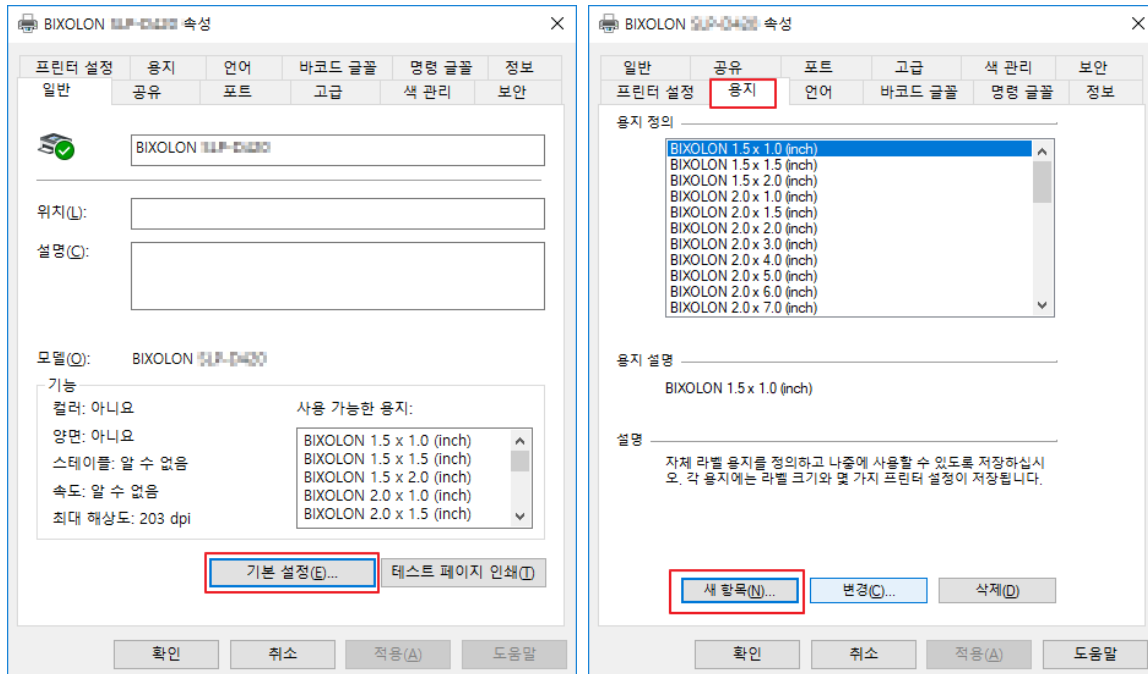 BIXOLON 속성
프린터 설정 용지 언어 바코드 글꼴 명령 글꼴 정보
일반 공유 포트 고급 색 관리 보안
BIXOLON
위치(L):
설명(C):
모델(O): BIXOLON
기능
컬러: 아니요
양면: 아니요
스테이플: 알 수 없음
속도: 알 수 없음
최대 해상도: 203 dpi
사용 가능한 용지:
BIXOLON 1.5 x 1.0 (inch)
BIXOLON 1.5 x 1.5 (inch)
BIXOLON 1.5 x 2.0 (inch)
BIXOLON 2.0 x 1.0 (inch)
BIXOLON 2.0 x 1.5 (inch)
기본 설정(E)... 테스트 페이지 인쇄(T)
확인 취소 적용(A) 도움말
BIXOLON 속성
일반 공유 포트 고급 색 관리 보안
프린터 설정 용지 언어 바코드 글꼴 명령 글꼴 정보
용지 정의
BIXOLON 1.5 x 1.0 (inch)
BIXOLON 1.5 x 1.5 (inch)
BIXOLON 1.5 x 2.0 (inch)
BIXOLON 2.0 x 1.0 (inch)
BIXOLON 2.0 x 1.5 (inch)
BIXOLON 2.0 x 2.0 (inch)
BIXOLON 2.0 x 3.0 (inch)
BIXOLON 2.0 x 4.0 (inch)
BIXOLON 2.0 x 5.0 (inch)
BIXOLON 2.0 x 6.0 (inch)
BIXOLON 2.0 x 7.0 (inch)
용지 설명
BIXOLON 1.5 x 1.0 (inch)
설명
자체 라벨 용지를 정의하고 나중에 사용할 수 있도록 저장하십시
오. 각 용지에는 라벨 크기와 몇 가지 프린터 설정이 저장됩니다.
새 항목(N)... 변경(C)... 삭제(D)
확인 취소 적용(A) 도움말